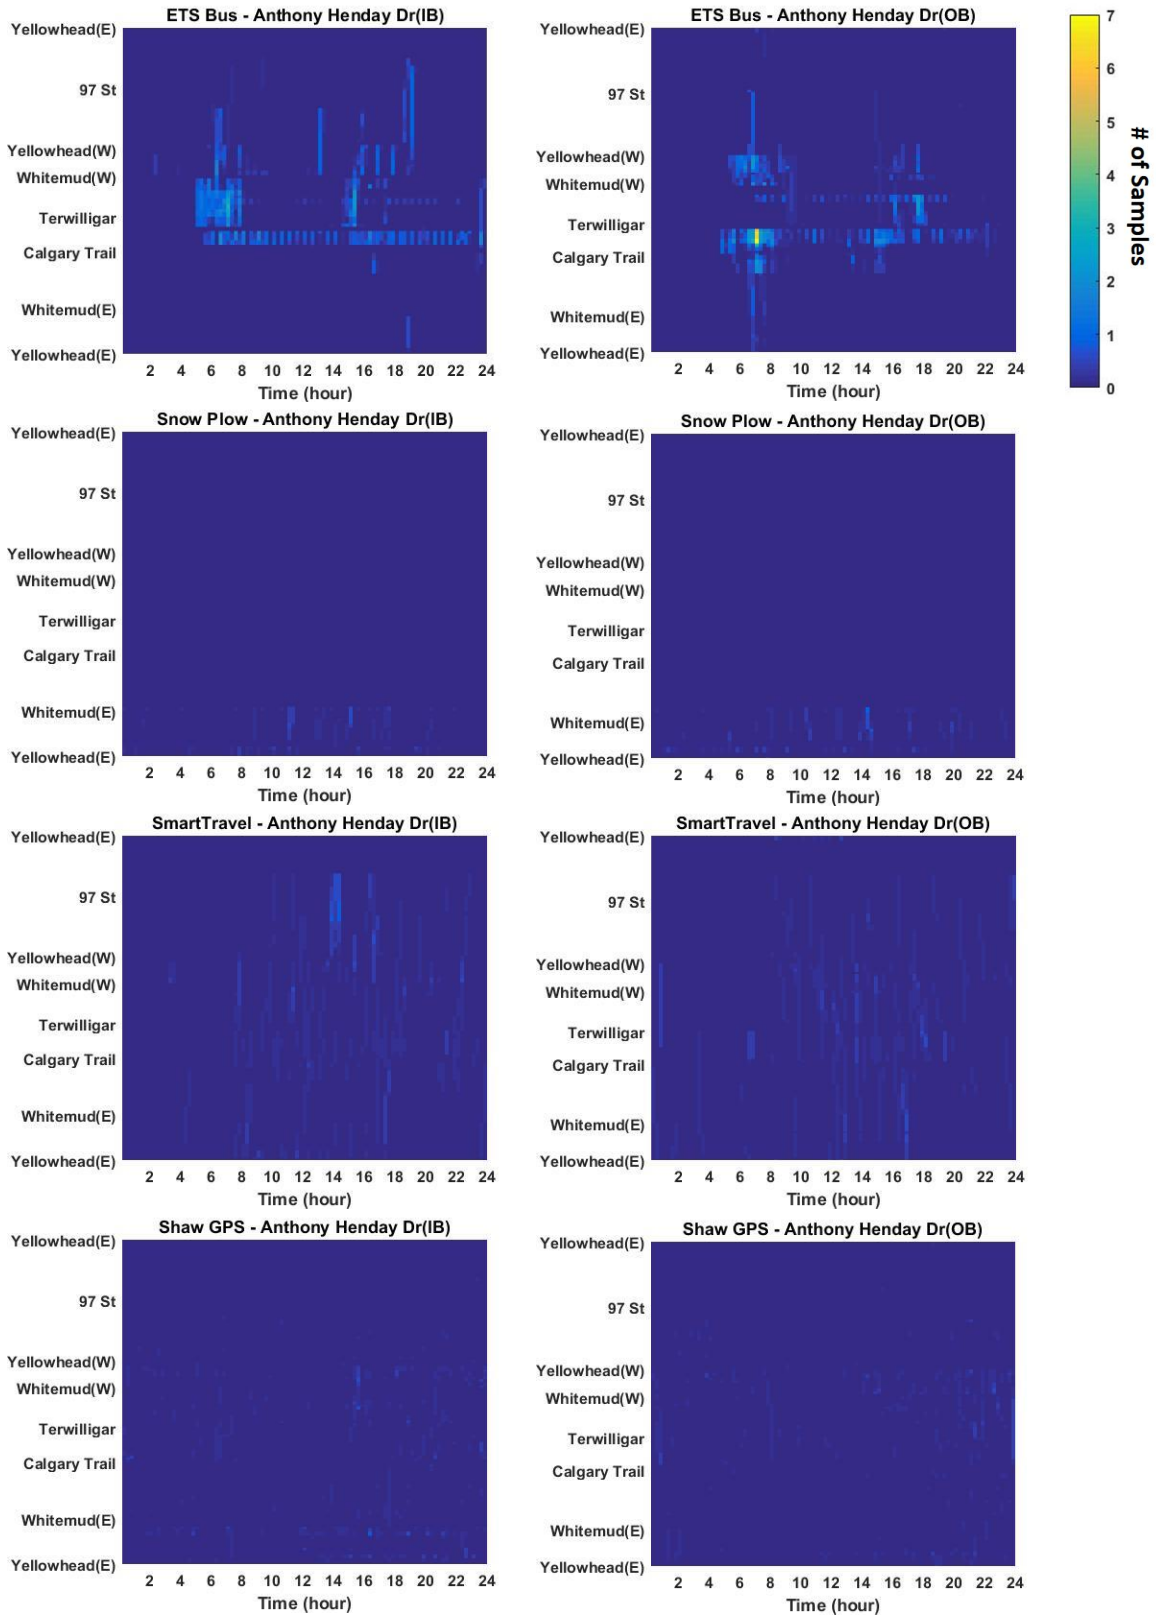 ETS Bus - Anthony Henday Dr(IB)
Yellowhead(E)
97 St
Yellowhead(W)
Whitemud(W)
Terwilligar
Calgary Trail
Whitemud(E)
Yellowhead(E)
2 4 6 8 10 12 14 16 18 20 22 24
Time (hour)
ETS Bus - Anthony Henday Dr(OB)
Yellowhead(E)
97 St
Yellowhead(W)
Whitemud(W)
Terwilligar
Calgary Trail
Whitemud(E)
Yellowhead(E)
2 4 6 8 10 12 14 16 18 20 22 24
Time (hour)
7
6
5
4
3
2
1
0
# of Samples
Snow Plow - Anthony Henday Dr(IB)
Yellowhead(E)
97 St
Yellowhead(W)
Whitemud(W)
Terwilligar
Calgary Trail
Whitemud(E)
Yellowhead(E)
2 4 6 8 10 12 14 16 18 20 22 24
Time (hour)
Snow Plow - Anthony Henday Dr(OB)
Yellowhead(E)
97 St
Yellowhead(W)
Whitemud(W)
Terwilligar
Calgary Trail
Whitemud(E)
Yellowhead(E)
2 4 6 8 10 12 14 16 18 20 22 24
Time (hour)
SmartTravel - Anthony Henday Dr(IB)
Yellowhead(E)
97 St
Yellowhead(W)
Whitemud(W)
Terwilligar
Calgary Trail
Whitemud(E)
Yellowhead(E)
2 4 6 8 10 12 14 16 18 20 22 24
Time (hour)
SmartTravel - Anthony Henday Dr(OB)
Yellowhead(E)
97 St
Yellowhead(W)
Whitemud(W)
Terwilligar
Calgary Trail
Whitemud(E)
Yellowhead(E)
2 4 6 8 10 12 14 16 18 20 22 24
Time (hour)
Shaw GPS - Anthony Henday Dr(IB)
Yellowhead(E)
97 St
Yellowhead(W)
Whitemud(W)
Terwilligar
Calgary Trail
Whitemud(E)
Yellowhead(E)
2 4 6 8 10 12 14 16 18 20 22 24
Time (hour)
Shaw GPS - Anthony Henday Dr(OB)
Yellowhead(E)
97 St
Yellowhead(W)
Whitemud(W)
Terwilligar
Calgary Trail
Whitemud(E)
Yellowhead(E)
2 4 6 8 10 12 14 16 18 20 22 24
Time (hour)